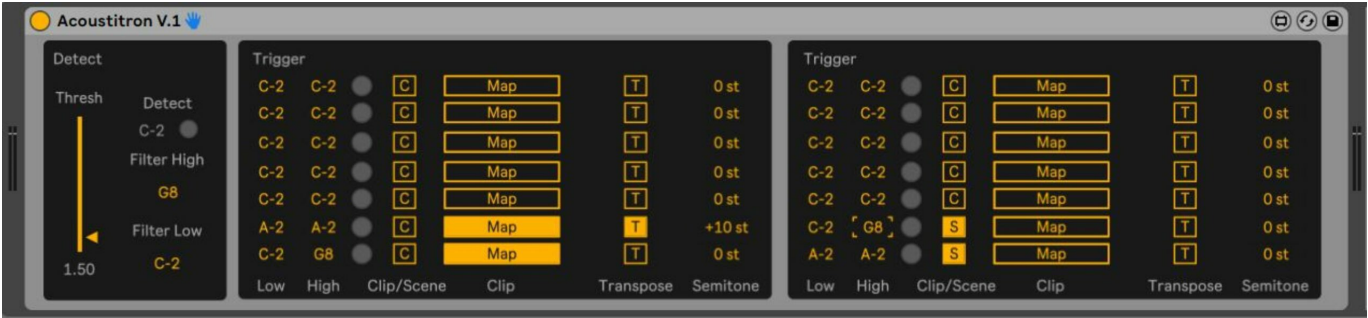 Acoustitron V.1
Detect
Thresh
Detect
C-2
Filter High
G8
Filter Low
C-2
1.50
Trigger
C-2 C-2 C Map T 0 st
C-2 C-2 C Map T 0 st
C-2 C-2 C Map T 0 st
C-2 C-2 C Map T 0 st
C-2 C-2 C Map T 0 st
A-2 A-2 C Map T +10 st
C-2 G8 C Map T 0 st
Low High Clip/Scene Clip Transpose Semitone
Trigger
C-2 C-2 C Map T 0 st
C-2 C-2 C Map T 0 st
C-2 C-2 C Map T 0 st
C-2 C-2 C Map T 0 st
C-2 C-2 C Map T 0 st
C-2 G8 S Map T 0 st
A-2 A-2 S Map T 0 st
Low High Clip/Scene Clip Transpose Semitone